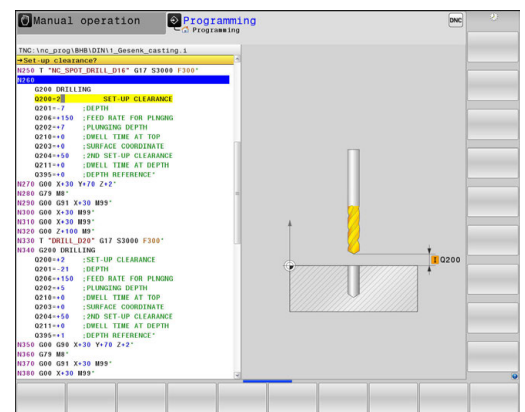 Manual operation
Programming
Programming
DNC
TNC:\nc_prog\BHB\DIN\1_Gesenk_casting.i
→Set-up clearance?
N250 T "NC_SPOT_DRILL_D16" G17 S3000 F300*
N260
G200 DRILLING
Q200=2 SET-UP CLEARANCE
Q201=-7 ;DEPTH
Q206=+150 ;FEED RATE FOR PLNGNG
Q202=+7 ;PLUNGING DEPTH
Q210=+0 ;DWELL TIME AT TOP
Q203=+0 ;SURFACE COORDINATE
Q204=+50 ;2ND SET-UP CLEARANCE
Q211=+0 ;DWELL TIME AT DEPTH
Q395=+0 ;DEPTH REFERENCE*
N270 G00 X+30 Y+70 Z+2*
N280 G79 M8*
N290 G00 G91 X+30 M99*
N300 G00 X+30 M99*
N310 G00 X+30 M99*
N320 G00 Z+100 M9*
N330 T "DRILL_D20" G17 S3000 F300*
N340 G200 DRILLING
Q200=+2 ;SET-UP CLEARANCE
Q201=-21 ;DEPTH
Q206=+150 ;FEED RATE FOR PLNGNG
Q202=+5 ;PLUNGING DEPTH
Q210=+0 ;DWELL TIME AT TOP
Q203=+0 ;SURFACE COORDINATE
Q204=+50 ;2ND SET-UP CLEARANCE
Q211=+0 ;DWELL TIME AT DEPTH
Q395=+1 ;DEPTH REFERENCE*
N350 G00 G90 X+30 Y+70 Z+2*
N360 G79 M8*
N370 G00 G91 X+30 M99*
N380 G00 X+30 M99*
Q200